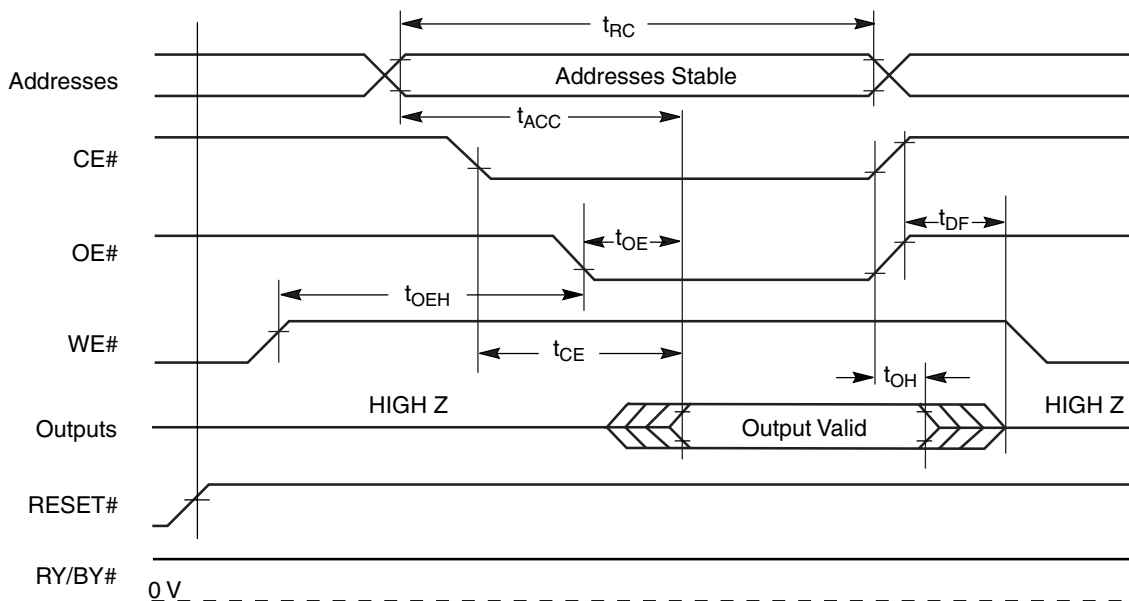 tRC
Addresses
Addresses Stable
tACC
CE#
tDF
OE#
tOE
tOEH
WE#
tCE
tOH
HIGH Z
HIGH Z
Outputs
Output Valid
RESET#
RY/BY#
0 V